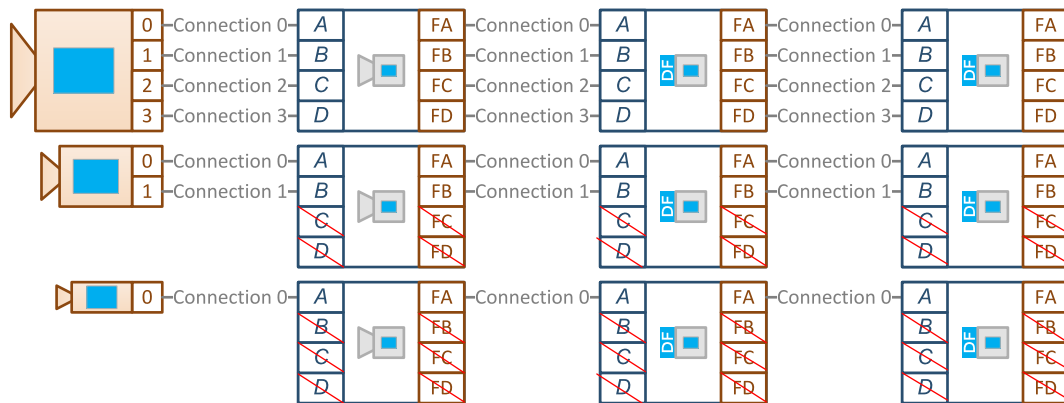 0 Connection 0 A FA Connection 0 A FA Connection 0 A FA
1 Connection 1 B FB Connection 1 B FB Connection 1 B FB
2 Connection 2 C FC Connection 2 DF C FC Connection 2 DF C FC
3 Connection 3 D FD Connection 3 D FD Connection 3 D FD
0 Connection 0 A FA Connection 0 A FA Connection 0 A FA
1 Connection 1 B FB Connection 1 B FB Connection 1 B FB
C FC C DF FC C DF FC
D FD D FD D FD
0 Connection 0 A FA Connection 0 A FA Connection 0 A FA
B FB B FB B FB
C FC C DF FC C DF FC
D FD D FD D FD